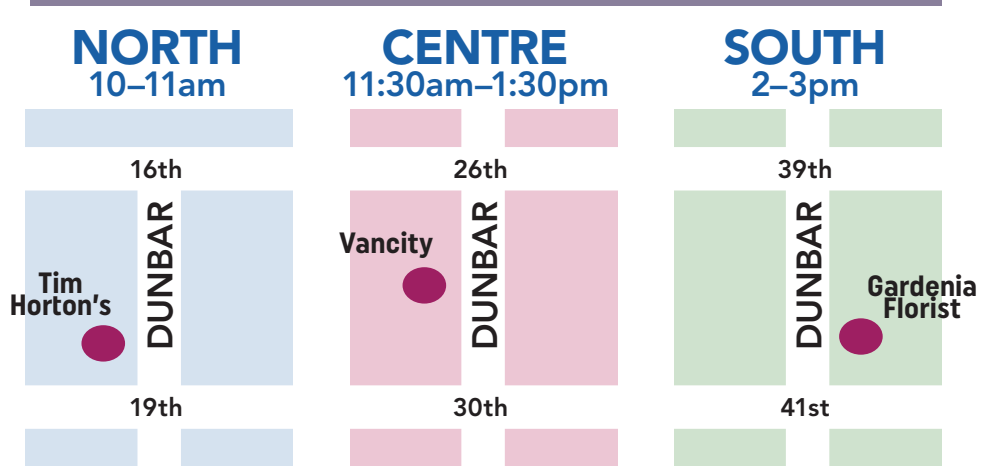 NORTH
10–11am
16th
DUNBAR
Tim
Horton's
19th
CENTRE
11:30am–1:30pm
26th
DUNBAR
Vancity
30th
SOUTH
2–3pm
39th
DUNBAR
Gardenia
Florist
41st